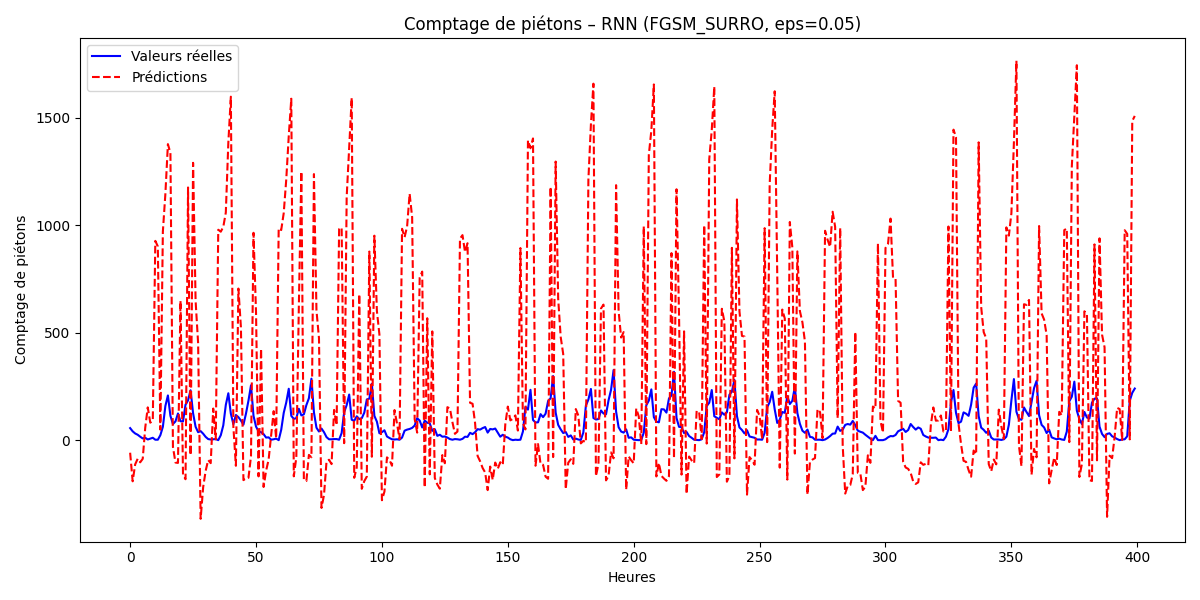 Comptage de piétons – RNN (FGSM_SURRO, eps=0.05)
Valeurs réelles
Prédictions
Comptage de piétons
1500
1000
500
0
0 50 100 150 200 250 300 350 400
Heures